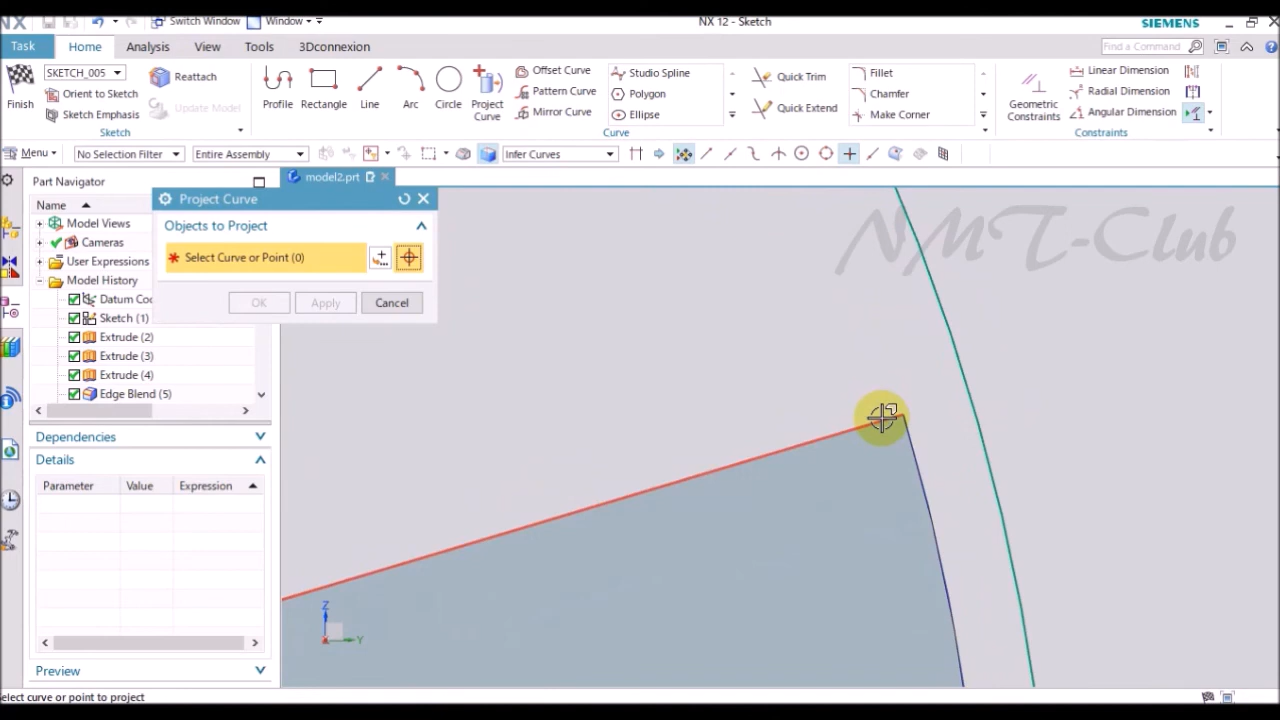 NX
Switch Window
Window
NX 12 - Sketch
SIEMENS
Task
Home
Analysis
View
Tools
3Dconnexion
Find a Command
SKETCH_005
Reattach
Orient to Sketch
Update Model
Finish
Sketch Emphasis
Sketch
Profile
Rectangle
Line
Arc
Circle
Project Curve
Offset Curve
Pattern Curve
Mirror Curve
Studio Spline
Polygon
Ellipse
Quick Trim
Quick Extend
Fillet
Chamfer
Make Corner
Curve
Geometric Constraints
Linear Dimension
Radial Dimension
Angular Dimension
Constraints
Menu
No Selection Filter
Entire Assembly
Infer Curves
Part Navigator
model2.prt
Name
Model Views
Cameras
User Expressions
Model History
Datum Coo
Sketch (1)
Extrude (2)
Extrude (3)
Extrude (4)
Edge Blend (5)
Project Curve
Objects to Project
* Select Curve or Point (0)
OK
Apply
Cancel
NMT-Club
Dependencies
Details
Parameter
Value
Expression
Preview
Z
Y
elect curve or point to project